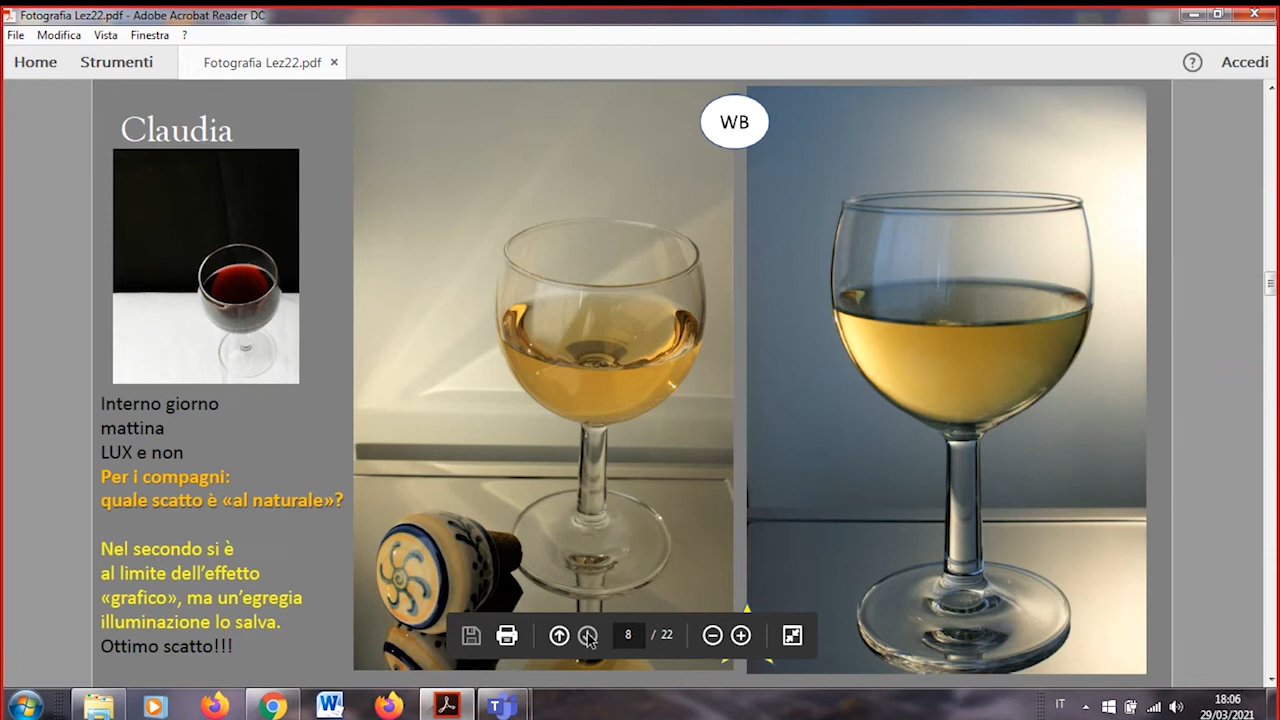 Fotografia Lez22.pdf - Adobe Acrobat Reader DC
File Modifica Vista Finestra ?
Home Strumenti Fotografia Lez22.pdf × ? Accedi
Claudia
WB
Interno giorno
mattina
LUX e non
Per i compagni:
quale scatto è «al naturale»?
Nel secondo si è
al limite dell'effetto
«grafico», ma un'egregia
illuminazione lo salva.
Ottimo scatto!!!
8 / 22
IT
18:06
29/03/2021